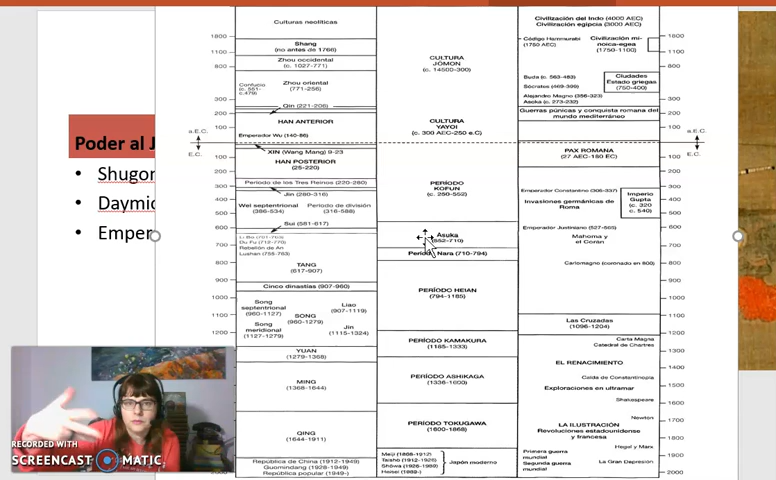 Poder al J
Shugon
Daymio
Emper
Culturas neolíticas
Shang
(no antes de 1766)
Zhou occidental
(c. 1027-771)
Confucio
(c. 551-
c.479)
Zhou oriental
(771-256)
Qin (221-206)
HAN ANTERIOR
Emperador Wu (140-86)
XIN (Wang Mang) 9-23
HAN POSTERIOR
(25-220)
Período de los Tres Reinos (220-280)
Jin (280-316)
Wei septentrional
(386-534)
Período de división
(316-588)
Sui (581-617)
Li Bo (701-763)
Du Fu (712-770)
Rebelión de An
Lushan (755-763)
TANG
(617-907)
Cinco dinastías (907-960)
Song
septentrional
(960-1127)
Liao
(907-1119)
SONG
(960-1279)
Song
meridional
(1127-1279)
Jin
(1115-1324)
YUAN
(1279-1368)
MING
(1368-1644)
QING
(1644-1911)
República de China (1912-1949)
Guomindang (1928-1949)
República popular (1949-)
CULTURA
JŌMON
(c. 14500-300)
CULTURA
YAYOI
(c. 300 AEC-250 e.C)
PERÍODO
KOFUN
(c. 250-552)
Asuka
(552-710)
Período Nara (710-794)
PERÍODO HEIAN
(794-1185)
PERÍODO KAMAKURA
(1185-1333)
PERÍODO ASHIKAGA
(1336-1600)
PERIODO TOKUGAWA
(1600-1868)
Meiji (1868-1912)
Taisho (1912-1926)
Shōwa (1926-1989)
Heisei (1989-)
Japón moderno
Civilización del Indo (4000 AEC)
Civilización egipcia (3000 AEC)
Código Hammurabi
(1750 AEC)
Civilización mi-
noica-egea
(1750-1100)
Buda (c. 563-483)
Sócrates (469-399)
Alejandro Magno (356-323)
Asoka (c. 273-232)
Ciudades
Estado griegas
(750-400)
Guerras púnicas y conquista romana del
mundo mediterráneo
PAX ROMANA
(27 AEC-180 EC)
Emperador Constantino (306-337)
Invasiones germánicas de
Roma
Imperio
Gupta
(c. 320
c. 540)
Emperador Justiniano (527-565)
Mahoma y
el Corán
Carlomagno (coronado en 800)
Las Cruzadas
(1096-1204)
Carta Magna
Catedral de Chartres
EL RENACIMIENTO
Caída de Constantinopla
Exploraciones en ultramar
Shakespeare
Newton
LA ILUSTRACIÓN
Revoluciones estadounidense
y francesa
Hegel y Marx
Primera guerra
mundial
Segunda guerra
mundial
La Gran Depresión
1800
1100
800
300
200
100
a.E.C.
E.C.
100
200
300
400
500
600
700
800
900
1000
1100
1200
1300
1400
1500
1600
1700
1800
1900
2000
1800
1100
800
300
200
100
a.E.C.
E.C.
100
200
300
400
500
600
700
800
900
1000
1100
1200
1300
1400
1500
1600
1700
1800
1900
2000
RECORDED WITH
SCREENCAST MATIC